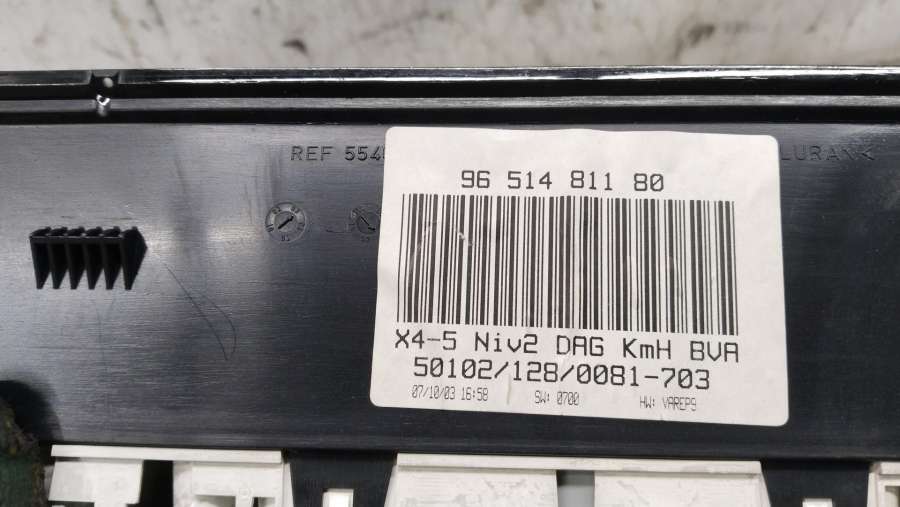 REF 554
LURAN<
96 514 811 80
X4-5 Niv2 DAG KmH BVA
50102/128/0081-703
07/10/03 16:58 SW: 0700 HW: VAREP9